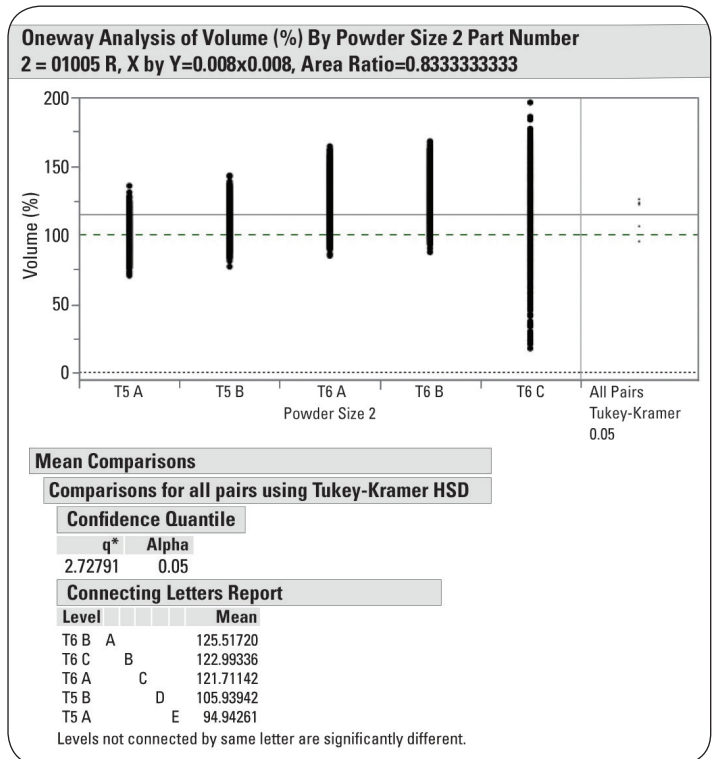 Oneway Analysis of Volume (%) By Powder Size 2 Part Number
2 = 01005 R, X by Y=0.008x0.008, Area Ratio=0.8333333333
200
150
100
50
0
Volume (%)
T5 A T5 B T6 A T6 B T6 C All Pairs
Powder Size 2 Tukey-Kramer
0.05
Mean Comparisons
Comparisons for all pairs using Tukey-Kramer HSD
Confidence Quantile
q* Alpha
2.72791 0.05
Connecting Letters Report
Level Mean
T6 B A 125.51720
T6 C B 122.99336
T6 A C 121.71142
T5 B D 105.93942
T5 A E 94.94261
Levels not connected by same letter are significantly different.